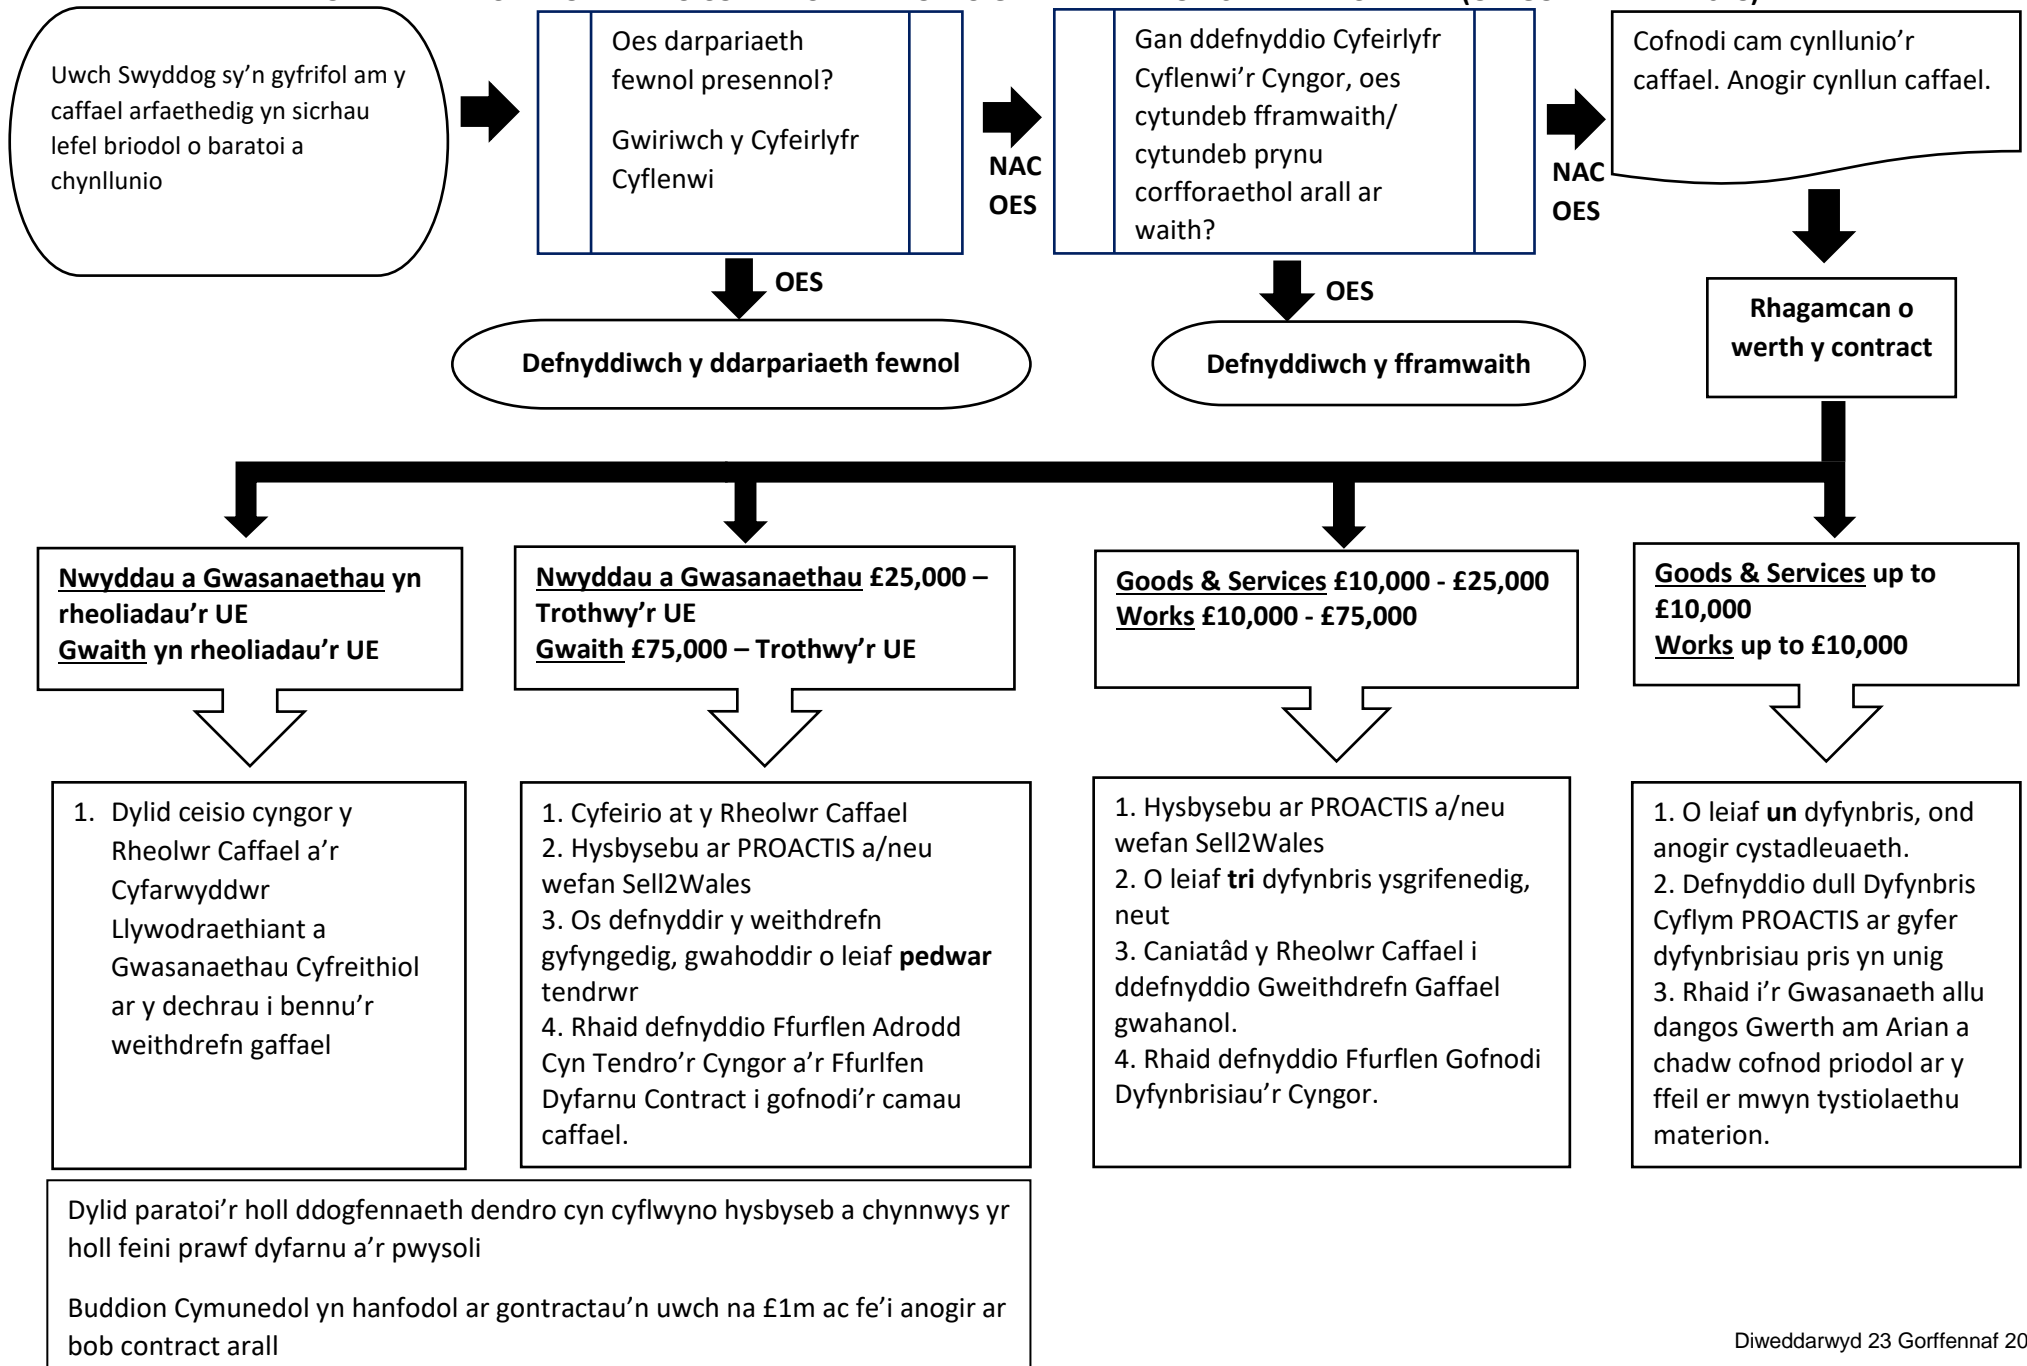 Uwch Swyddog sy’n gyfrifol am y
caffael arfaethedig yn sicrhau
lefel briodol o baratoi a
chynllunio
Oes darpariaeth
fewnol presennol?
Gwiriwch y Cyfeirlyfr
Cyflenwi
NAC
OES
Gan ddefnyddio Cyfeirlyfr
Cyflenwi’r Cyngor, oes
cytundeb fframwaith/
cytundeb prynu
corfforaethol arall ar
waith?
NAC
OES
Cofnodi cam cynllunio’r
caffael. Anogir cynllun caffael.
OES
OES
Defnyddiwch y ddarpariaeth fewnol
Defnyddiwch y fframwaith
Rhagamcan o
werth y contract
Nwyddau a Gwasanaethau yn
rheoliadau’r UE
Gwaith yn rheoliadau’r UE
Nwyddau a Gwasanaethau £25,000 –
Trothwy’r UE
Gwaith £75,000 – Trothwy’r UE
Goods & Services £10,000 - £25,000
Works £10,000 - £75,000
Goods & Services up to
£10,000
Works up to £10,000
1. Dylid ceisio cyngor y
Rheolwr Caffael a’r
Cyfarwyddwr
Llywodraethiant a
Gwasanaethau Cyfreithiol
ar y dechrau i bennu’r
weithdrefn gaffael
1. Cyfeirio at y Rheolwr Caffael
2. Hysbysebu ar PROACTIS a/neu
wefan Sell2Wales
3. Os defnyddir y weithdrefn
gyfyngedig, gwahoddir o leiaf pedwar
tendrwr
4. Rhaid defnyddio Ffurflen Adrodd
Cyn Tendro’r Cyngor a’r Ffurlfen
Dyfarnu Contract i gofnodi’r camau
caffael.
1. Hysbysebu ar PROACTIS a/neu
wefan Sell2Wales
2. O leiaf tri dyfynbris ysgrifenedig,
neut
3. Caniatâd y Rheolwr Caffael i
ddefnyddio Gweithdrefn Gaffael
gwahanol.
4. Rhaid defnyddio Ffurflen Gofnodi
Dyfynbrisiau’r Cyngor.
1. O leiaf un dyfynbris, ond
anogir cystadleuaeth.
2. Defnyddio dull Dyfynbris
Cyflym PROACTIS ar gyfer
dyfynbrisiau pris yn unig
3. Rhaid i’r Gwasanaeth allu
dangos Gwerth am Arian a
chadw cofnod priodol ar y
ffeil er mwyn tystiolaethu
materion.
Dylid paratoi’r holl ddogfennaeth dendro cyn cyflwyno hysbyseb a chynnwys yr
holl feini prawf dyfarnu a’r pwysoli
Buddion Cymunedol yn hanfodol ar gontractau’n uwch na £1m ac fe’i anogir ar
bob contract arall
Diweddarwyd 23 Gorffennaf 20